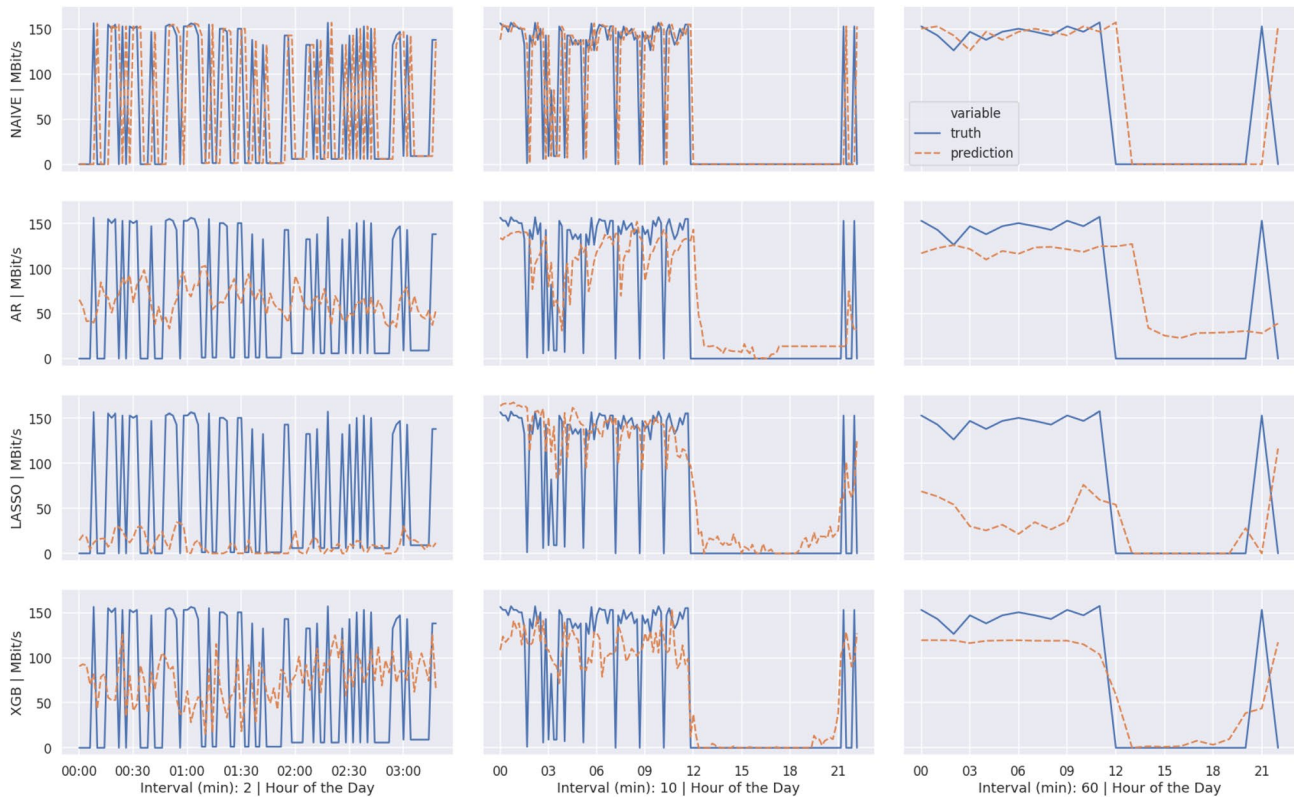 NAIVE | MBit/s
150
100
50
0
variable
truth
prediction
AR | MBit/s
150
100
50
0
LASSO | MBit/s
150
100
50
0
XGB | MBit/s
150
100
50
0
00:00 00:30 01:00 01:30 02:00 02:30 03:00
Interval (min): 2 | Hour of the Day
00 03 06 09 12 15 18 21
Interval (min): 10 | Hour of the Day
00 03 06 09 12 15 18 21
Interval (min): 60 | Hour of the Day